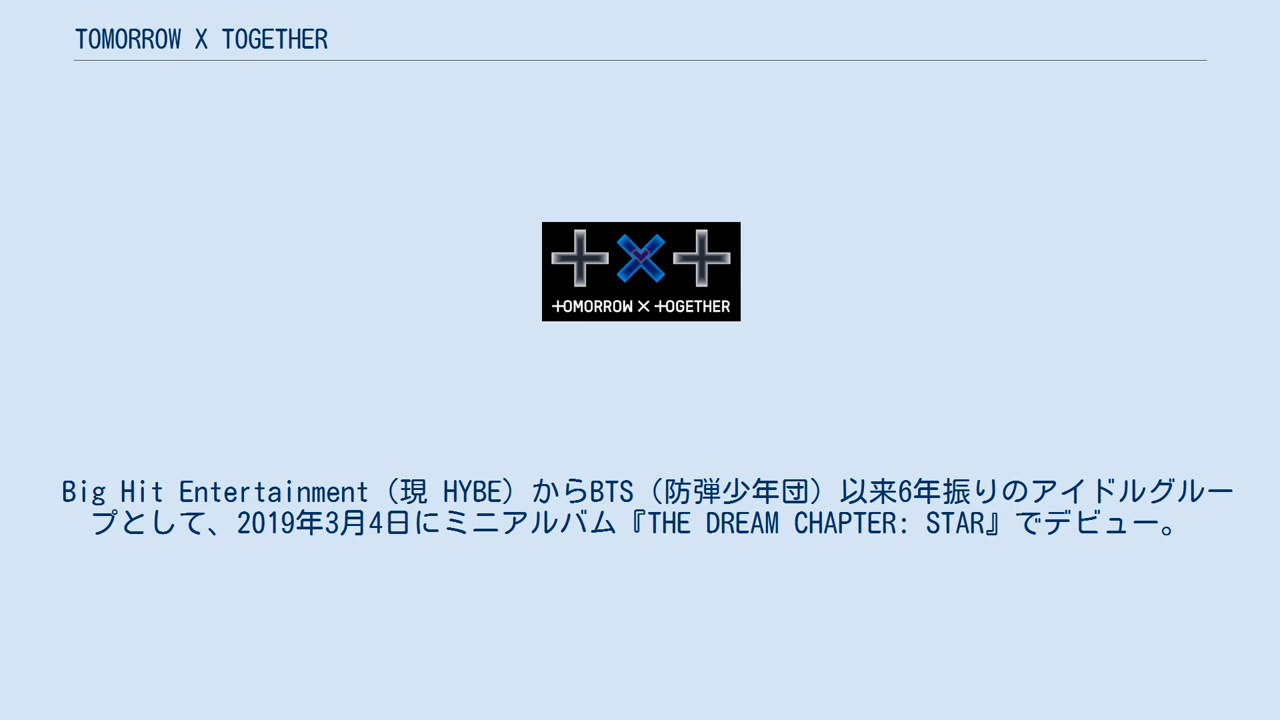 TOMORROW X TOGETHER
TOMORROW X TOGETHER
Big Hit Entertainment（現 HYBE）からBTS（防弾少年団）以来6年振りのアイドルグルー
プとして、2019年3月4日にミニアルバム『THE DREAM CHAPTER: STAR』でデビュー。